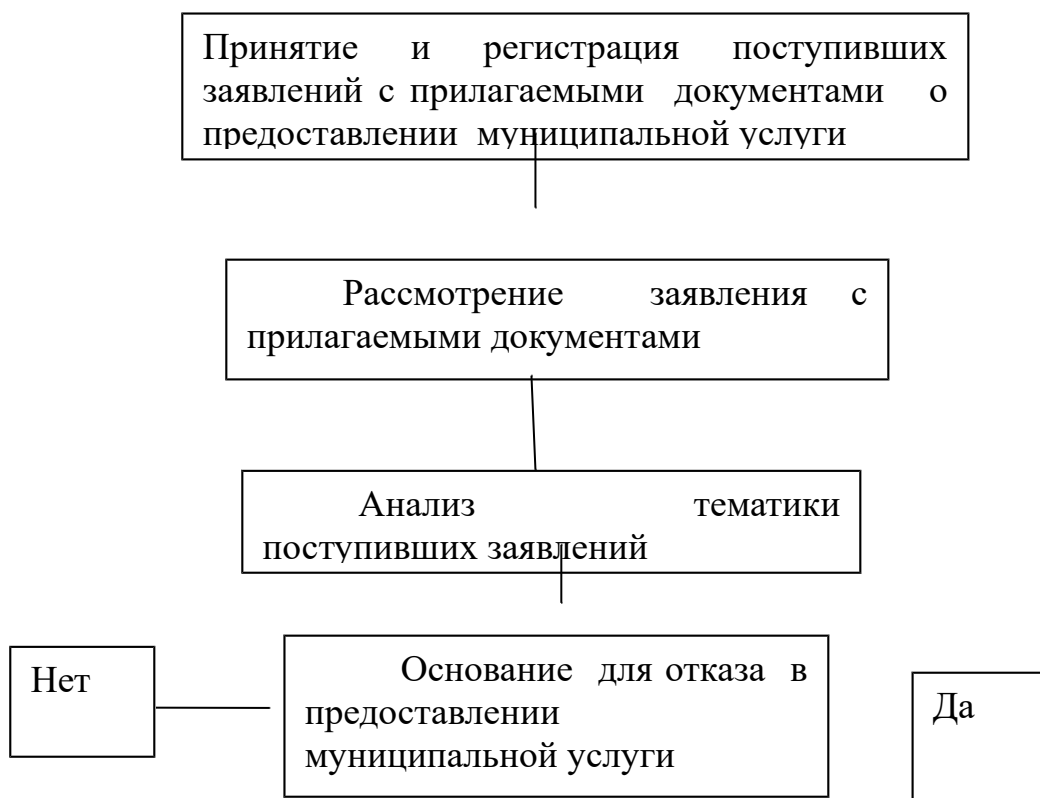 Принятие и регистрация поступивших
заявлений с прилагаемыми документами о
предоставлении муниципальной услуги
Рассмотрение заявления с
прилагаемыми документами
Анализ тематики
поступивших заявлений
Нет
Основание для отказа в
предоставлении
муниципальной услуги
Да